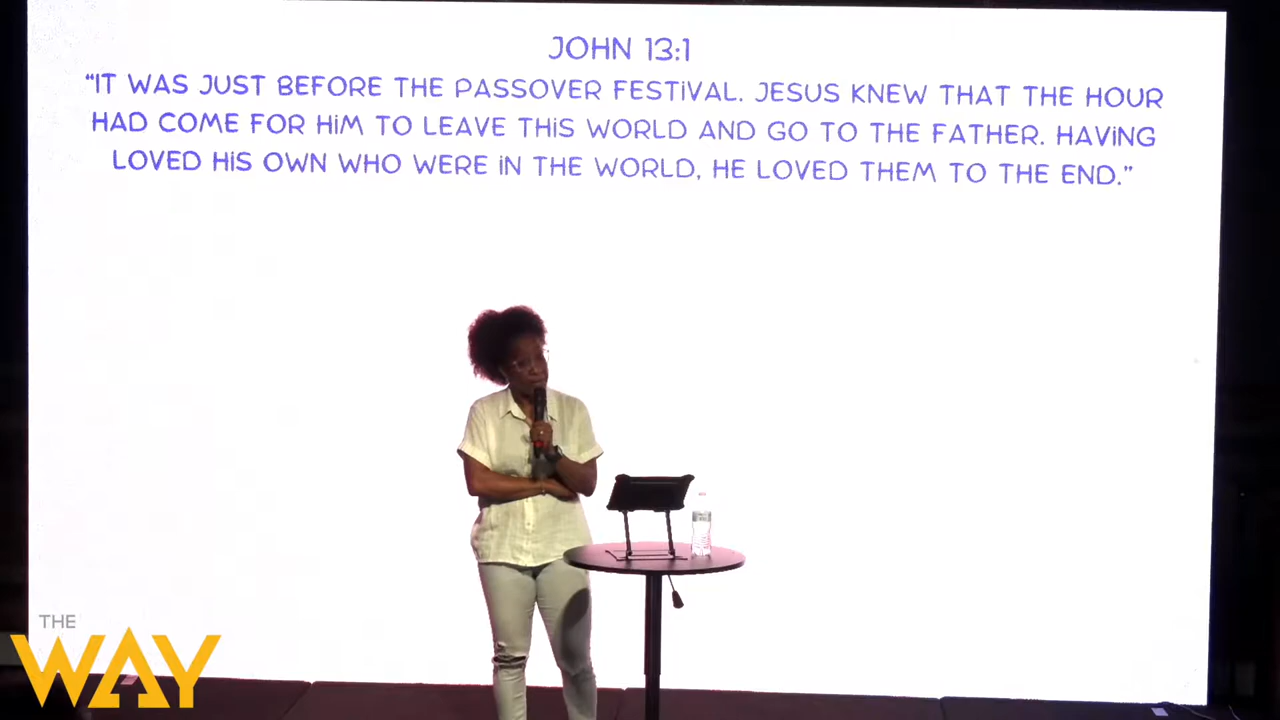 JOHN 13:1
“IT WAS JUST BEFORE THE PASSOVER FESTiVAL. JESUS KNEW THAT THE HOUR
HAD COME FOR HiM TO LEAVE THiS WORLD AND GO TO THE FATHER. HAViNG
LOVED HiS OWN WHO WERE iN THE WORLD, HE LOVED THEM TO THE END.”
THE
WAY